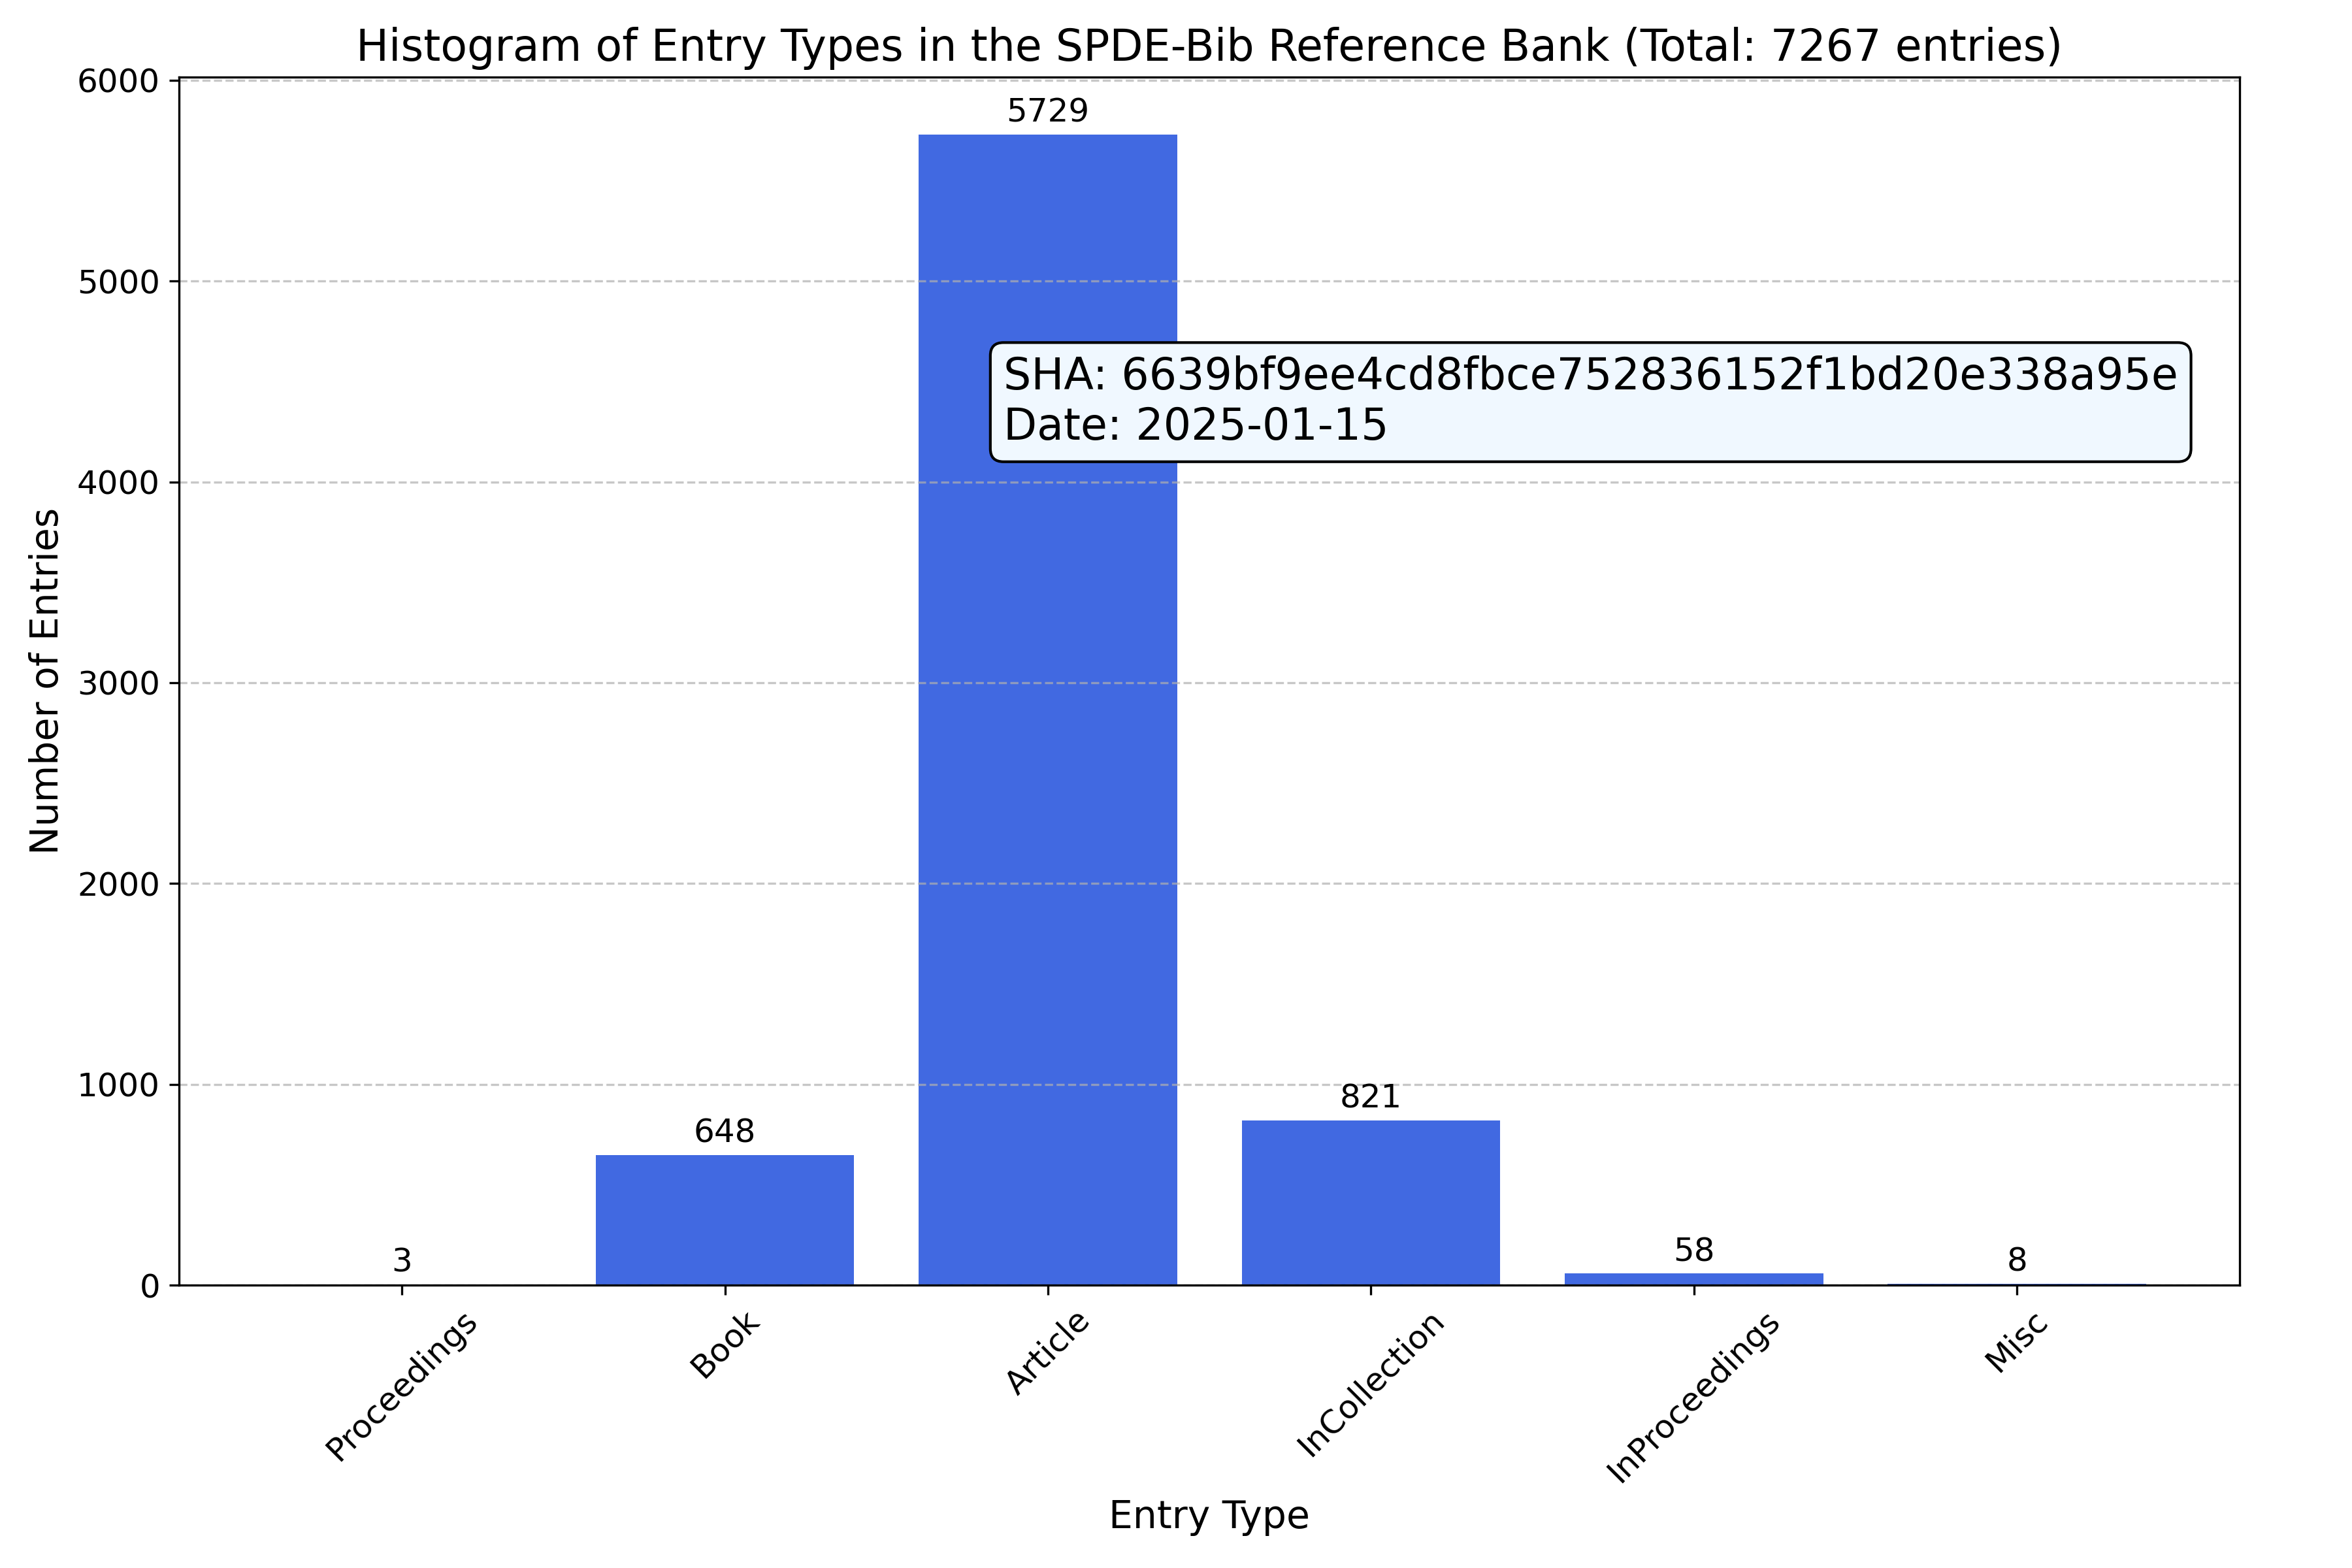 Histogram of Entry Types in the SPDE-Bib Reference Bank (Total: 7267 entries)
Number of Entries
6000
5000
4000
3000
2000
1000
0
5729
SHA: 6639bf9ee4cd8fbce752836152f1bd20e338a95e
Date: 2025-01-15
3
648
821
58
8
Proceedings
Book
Article
InCollection
InProceedings
Misc
Entry Type